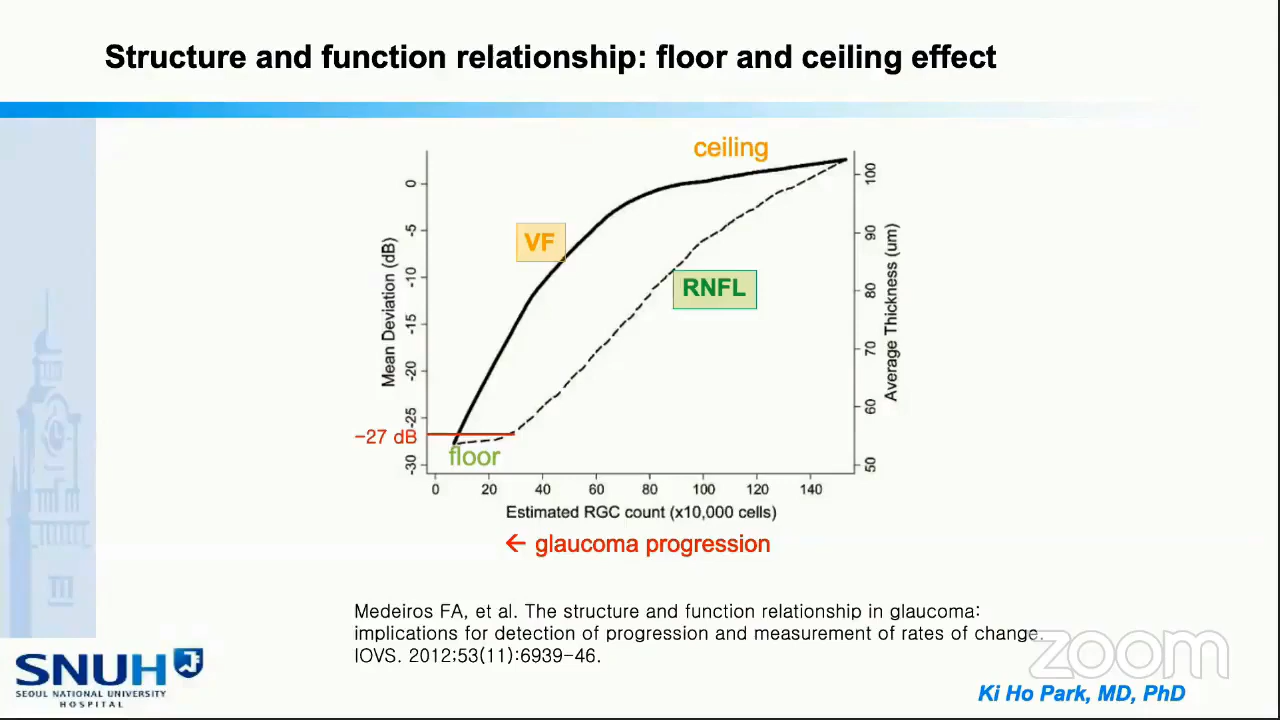 Structure and function relationship: floor and ceiling effect
ceiling
VF
RNFL
Mean Deviation (dB)
0
-5
-10
-15
-20
-25
-30
-27 dB
floor
Average Thickness (um)
100
90
80
70
60
50
0 20 40 60 80 100 120 140
Estimated RGC count (x10,000 cells)
← glaucoma progression
Medeiros FA, et al. The structure and function relationship in glaucoma:
implications for detection of progression and measurement of rates of change.
IOVS. 2012;53(11):6939-46.
SNUH
SEOUL NATIONAL UNIVERSITY
HOSPITAL
zoom
Ki Ho Park, MD, PhD